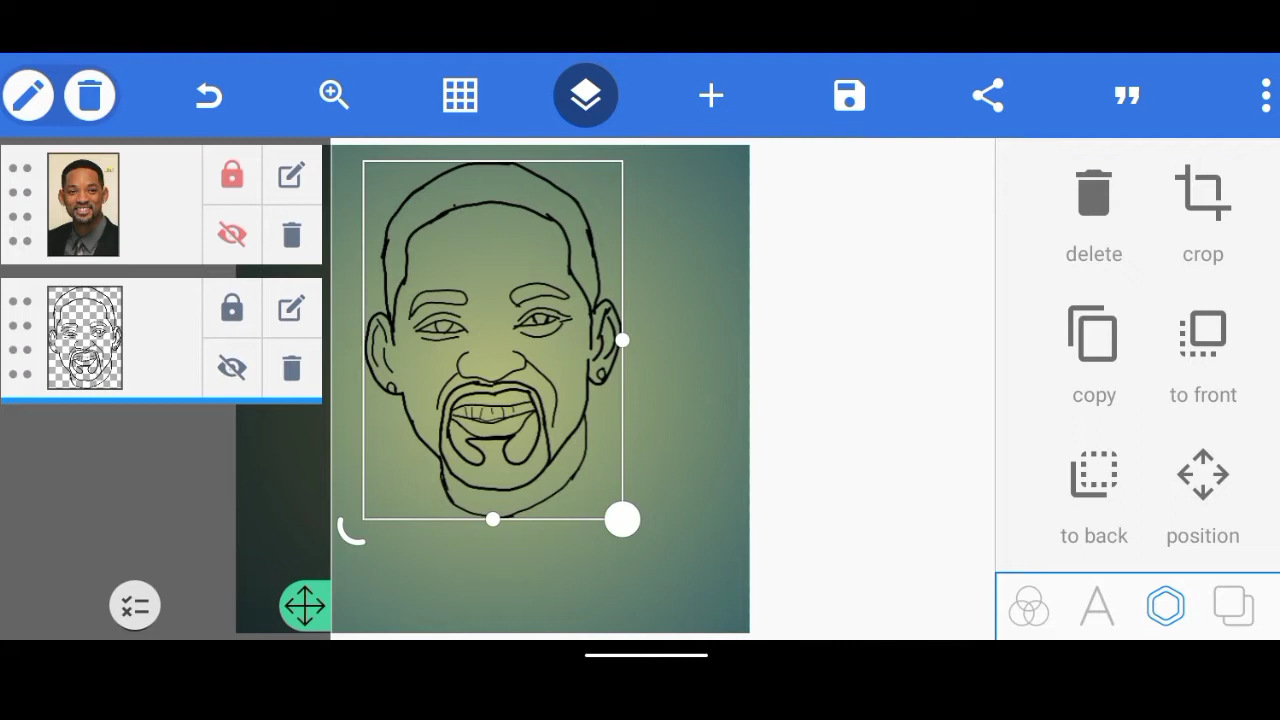 delete
crop
copy
to front
to back
position